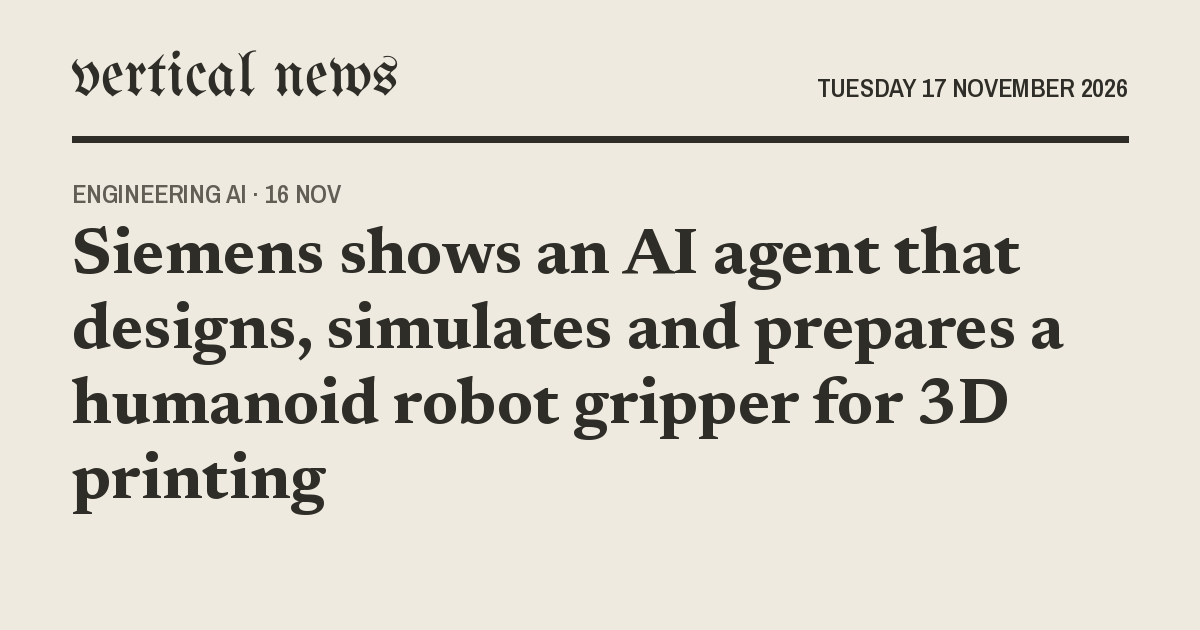 vertical news
TUESDAY 17 NOVEMBER 2026
ENGINEERING AI · 16 NOV
Siemens shows an AI agent that
designs, simulates and prepares a
humanoid robot gripper for 3D
printing